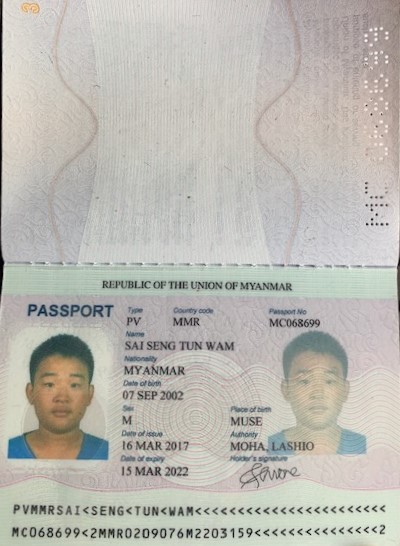 REPUBLIC OF THE UNION OF MYANMAR
PASSPORT
Type Country code Passport No
PV MMR MC068699
Name
SAI SENG TUN WAM
Nationality
MYANMAR
Date of birth
07 SEP 2002
Sex Place of birth
M MUSE
Date of issue Authority
16 MAR 2017 MOHA, LASHIO
Date of expiry Holder's signature
15 MAR 2022
PVMMRSAI<SENG<TUN<WAM<<<<<<<<<<<<<<<<<<<<<<<
MC068699<2MMR0209076M2203159<<<<<<<<<<<<<<2